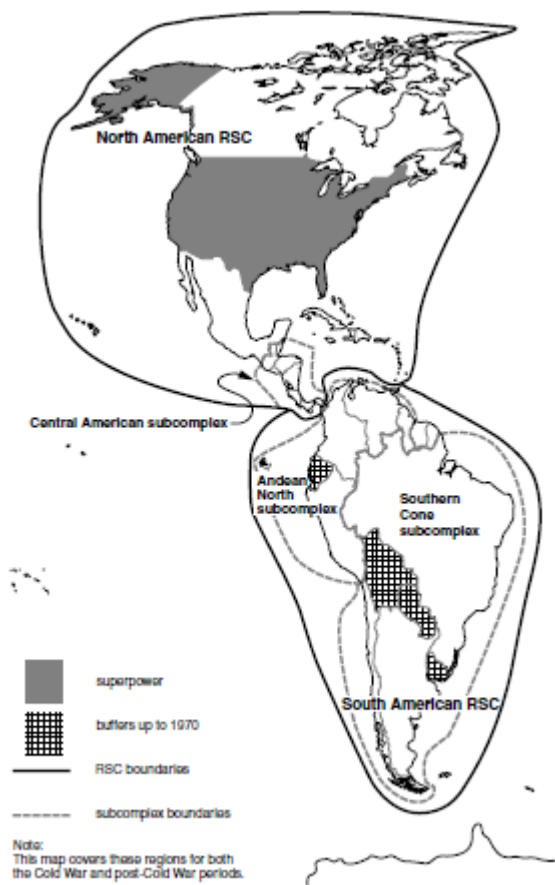 North American RSC
Central American subcomplex
Andean
North
subcomplex
Southern
Cone
subcomplex
South American RSC
superpower
buffers up to 1970
RSC boundaries
subcomplex boundaries
Note:
This map covers these regions for both
the Cold War and post-Cold War periods.